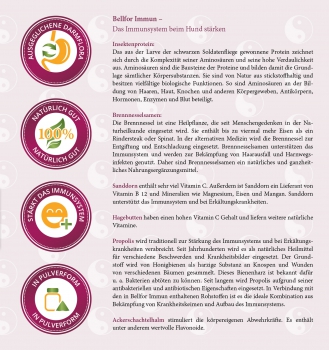 AUSGEGLICHENE DARMFLORA
NATÜRLICH GUT
100%
NATÜRLICH GUT
STÄRKT DAS IMMUNSYSTEM
IN PULVERFORM
IN PULVERFORM
Bellfor Immun –
Das Immunsystem beim Hund stärken
Insektenprotein:
Das aus der Larve der schwarzen Soldatenfliege gewonnene Protein zeichnet
sich durch die Komplexität seiner Aminosäuren und seine hohe Verdaulichkeit
aus. Aminosäuren sind die Bausteine der Proteine und bilden damit die Grund-
lage sämtlicher Körpersubstanzen. Sie sind von Natur aus stickstoffhaltig und
besitzen vielfältige biologische Funktionen. So sind Aminosäuren an der Bil-
dung von Haaren, Haut, Knochen und anderen Körpergeweben, Antikörpern,
Hormonen, Enzymen und Blut beteiligt.
Brennnesselsamen:
Die Brennnessel ist eine Heilpflanze, die seit Menschengedenken in der Na-
turheilkunde eingesetzt wird. Sie enthält bis zu viermal mehr Eisen als ein
Rindersteak oder Spinat. In der alternativen Medizin wird die Brennnessel zur
Entgiftung und Entschlackung eingesetzt. Brennnesselsamen unterstützen das
Immunsystem und werden zur Bekämpfung von Haarausfall und Harnwegs-
infekten genutzt. Daher sind Brennnesselsamen ein natürliches und ganzheit-
liches Nahrungsergänzungsmittel.
Sanddorn enthält sehr viel Vitamin C. Außerdem ist Sanddorn ein Lieferant von
Vitamin B 12 und Mineralien wie Magnesium, Eisen und Mangan. Sanddorn
unterstützt das Immunsystem und bei Erkältungskrankheiten.
Hagebutten haben einen hohen Vitamin C Gehalt und liefern weitere natürliche
Vitamine.
Propolis wird traditionell zur Stärkung des Immunsystems und bei Erkältungs-
krankheiten verabreicht. Seit Jahrhunderten wird es als natürliches Heilmittel
für verschiedene Beschwerden und Krankheitsbilder eingesetzt. Der Grund-
stoff wird von Honigbienen als harzige Substanz an Knospen und Wunden
von verschiedenen Bäumen gesammelt. Dieses Bienenharz ist bekannt dafür
u. a. Bakterien abtöten zu können. Seit langem wird Propolis aufgrund seiner
antibakteriellen und antibiotischen Eigenschaften eingesetzt. In Verbindung mit
den in Bellfor Immun enthaltenen Rohstoffen ist es die ideale Kombination aus
Bekämpfung von Krankheitskeimen und Aufbau des Immunsystems.
Ackerschachtelhalm stimuliert die körpereigenen Abwehrkräfte. Es enthält
unter anderem wertvolle Flavonoide.